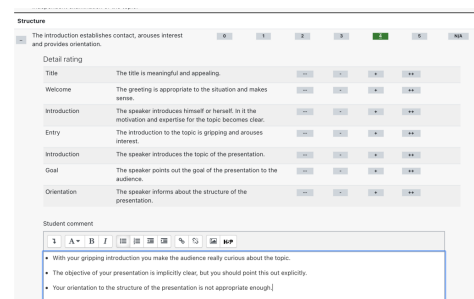 Structure
The introduction establishes contact, arouses interest
and provides orientation.
0 1 2 3 4 5 N/A
Detail rating
Title The title is meaningful and appealing. -- - + ++
Welcome The greeting is appropriate to the situation and makes
sense. -- - + ++
Introduction The speaker introduces himself or herself. In it the
motivation and expertise for the topic becomes clear. -- - + ++
Entry The introduction to the topic is gripping and arouses
interest. -- - + ++
Introduction The speaker introduces the topic of the presentation. -- - + ++
Goal The speaker points out the goal of the presentation to the
audience. -- - + ++
Orientation The speaker informs about the structure of the
presentation. -- - + ++
Student comment
A B I H-P
• With your gripping introduction you make the audience really curious about the topic.
• The objective of your presentation is implicitly clear, but you should point this out explicitly.
• Your orientation to the structure of the presentation is not appropriate enough.